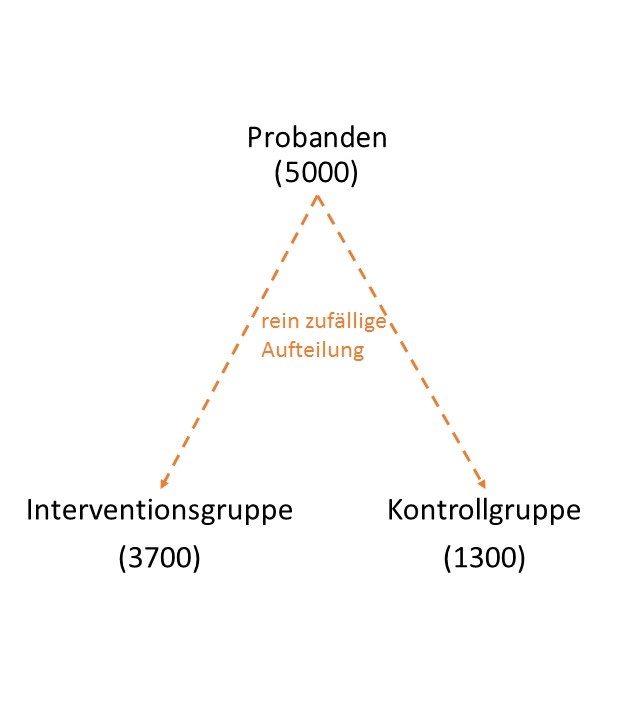 Probanden
(5000)
rein zufällige
Aufteilung
Interventionsgruppe
(3700)
Kontrollgruppe
(1300)